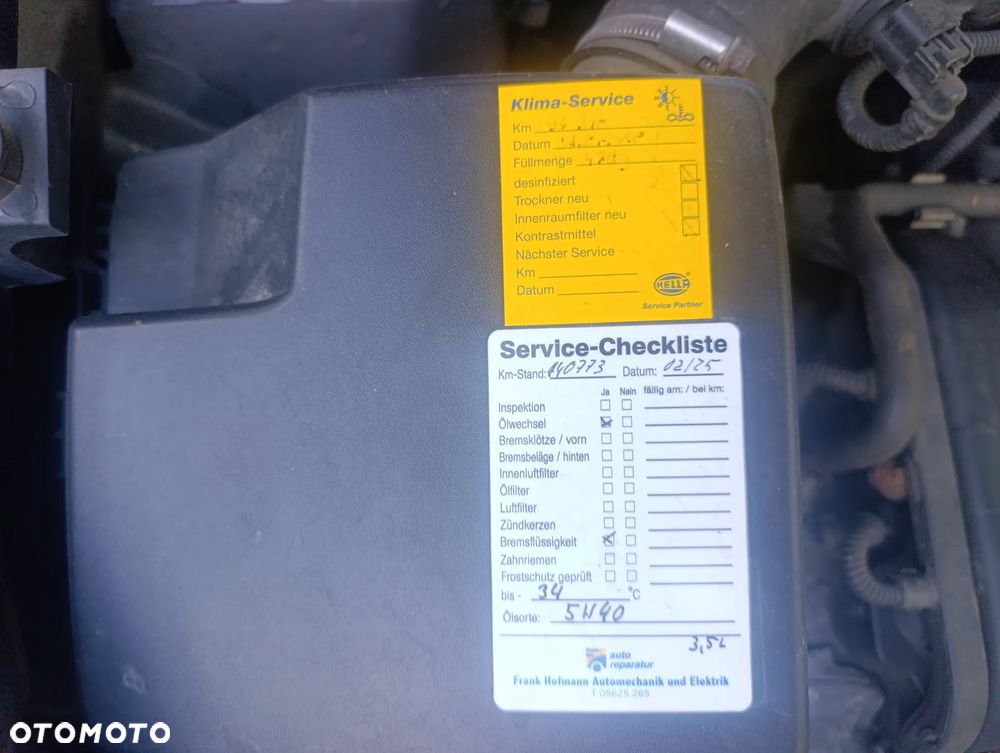 Klima-Service
Km
Datum
Füllmenge
desinfiziert
Trockner neu
Innenraumfilter neu
Kontrastmittel
Nächster Service
Km
Datum
HELLA
Service Partner
Service-Checkliste
Km-Stand: 140773 Datum: 02/25
Ja Nein fällig am: / bei km:
Inspektion
Ölwechsel
Bremsklötze / vorn
Bremsbeläge / hinten
Innenluftfilter
Ölfilter
Luftfilter
Zündkerzen
Bremsflüssigkeit
Zahnriemen
Frostschutz geprüft
bis - 34 °C
Ölsorte: 5W40
3,5L
auto
reparatur
Frank Hofmann Automechanik und Elektrik
T 05625 265
OTOMOTO